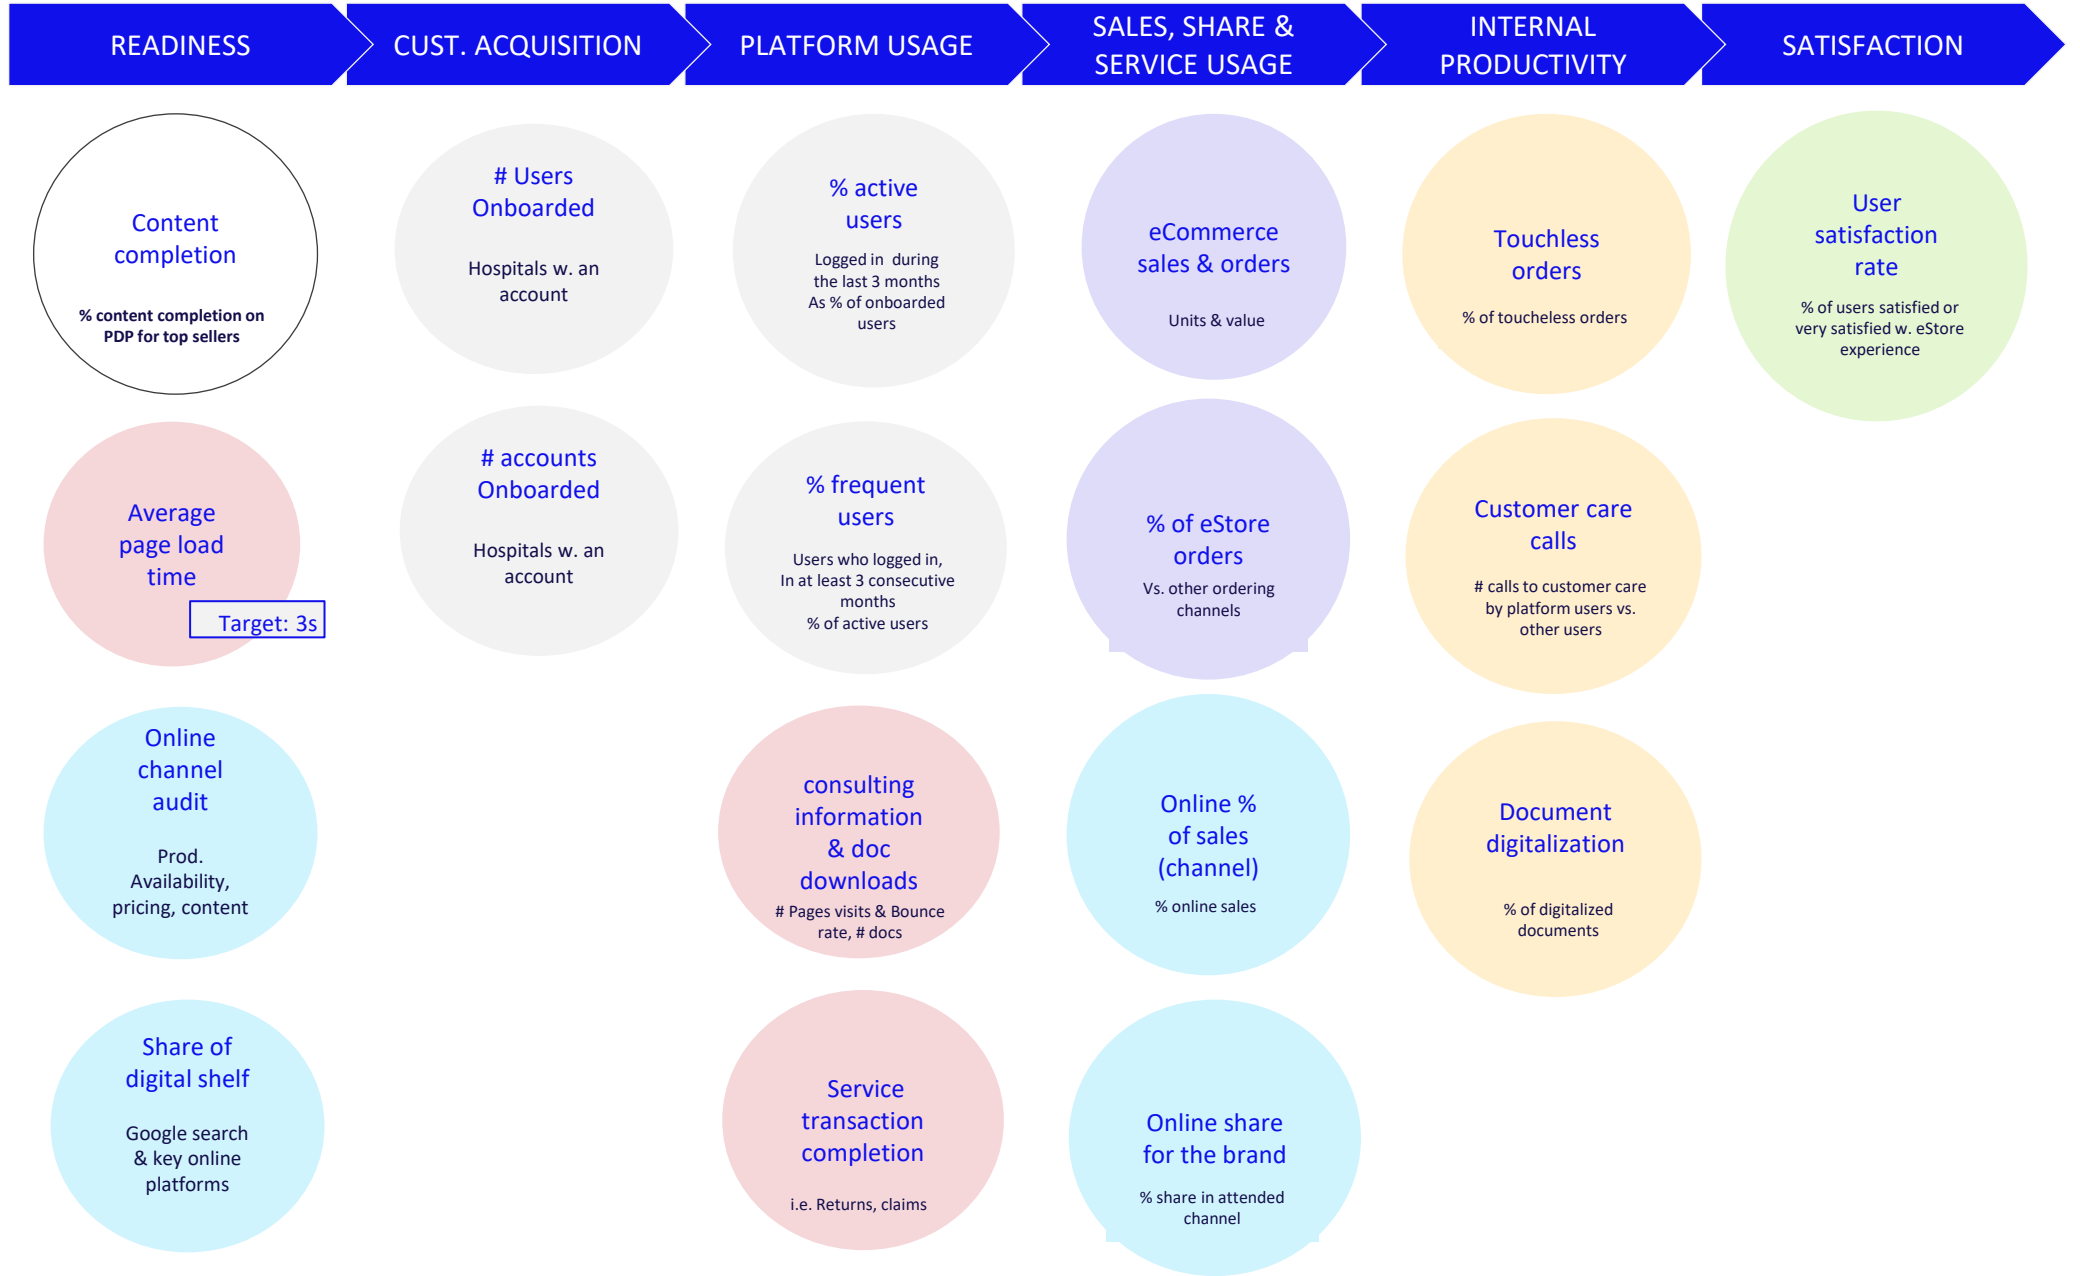 READINESS
CUST. ACQUISITION
PLATFORM USAGE
SALES, SHARE &
SERVICE USAGE
INTERNAL
PRODUCTIVITY
SATISFACTION
Content
completion
% content completion on
PDP for top sellers
Average
page load
time
Target: 3s
Online
channel
audit
Prod.
Availability,
pricing, content
Share of
digital shelf
Google search
& key online
platforms
# Users
Onboarded
Hospitals w. an
account
# accounts
Onboarded
Hospitals w. an
account
% active
users
Logged in during
the last 3 months
As % of onboarded
users
% frequent
users
Users who logged in,
In at least 3 consecutive
months
% of active users
consulting
information
& doc
downloads
# Pages visits & Bounce
rate, # docs
Service
transaction
completion
i.e. Returns, claims
eCommerce
sales & orders
Units & value
% of eStore
orders
Vs. other ordering
channels
Online %
of sales
(channel)
% online sales
Online share
for the brand
% share in attended
channel
Touchless
orders
% of toucheless orders
Customer care
calls
# calls to customer care
by platform users vs.
other users
Document
digitalization
% of digitalized
documents
User
satisfaction
rate
% of users satisfied or
very satisfied w. eStore
experience